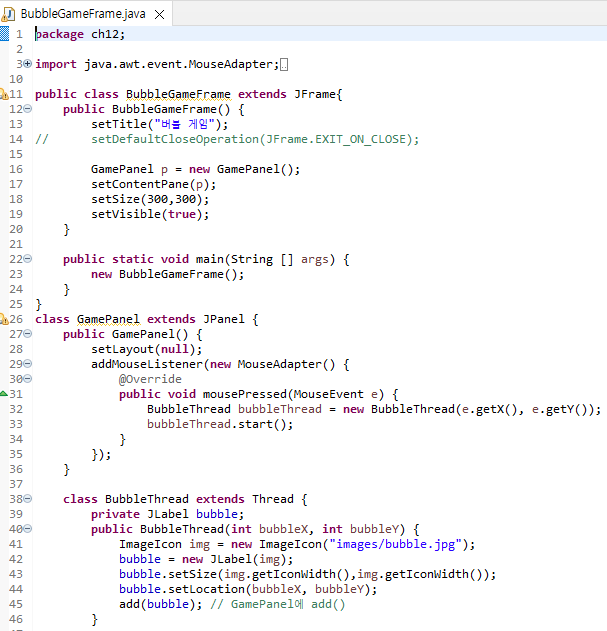 BubbleGameFrame.java
1 package ch12;
2
3 import java.awt.event.MouseAdapter;
10
11 public class BubbleGameFrame extends JFrame{
12     public BubbleGameFrame() {
13         setTitle("버블 게임");
14 //      setDefaultCloseOperation(JFrame.EXIT_ON_CLOSE);
15
16         GamePanel p = new GamePanel();
17         setContentPane(p);
18         setSize(300,300);
19         setVisible(true);
20     }
21
22     public static void main(String [] args) {
23         new BubbleGameFrame();
24     }
25 }
26 class GamePanel extends JPanel {
27     public GamePanel() {
28         setLayout(null);
29         addMouseListener(new MouseAdapter() {
30             @Override
31             public void mousePressed(MouseEvent e) {
32                 BubbleThread bubbleThread = new BubbleThread(e.getX(), e.getY());
33                 bubbleThread.start();
34             }
35         });
36     }
37
38     class BubbleThread extends Thread {
39         private JLabel bubble;
40         public BubbleThread(int bubbleX, int bubbleY) {
41             ImageIcon img = new ImageIcon("images/bubble.jpg");
42             bubble = new JLabel(img);
43             bubble.setSize(img.getIconWidth(),img.getIconWidth());
44             bubble.setLocation(bubbleX, bubbleY);
45             add(bubble); // GamePanel에 add()
46         }